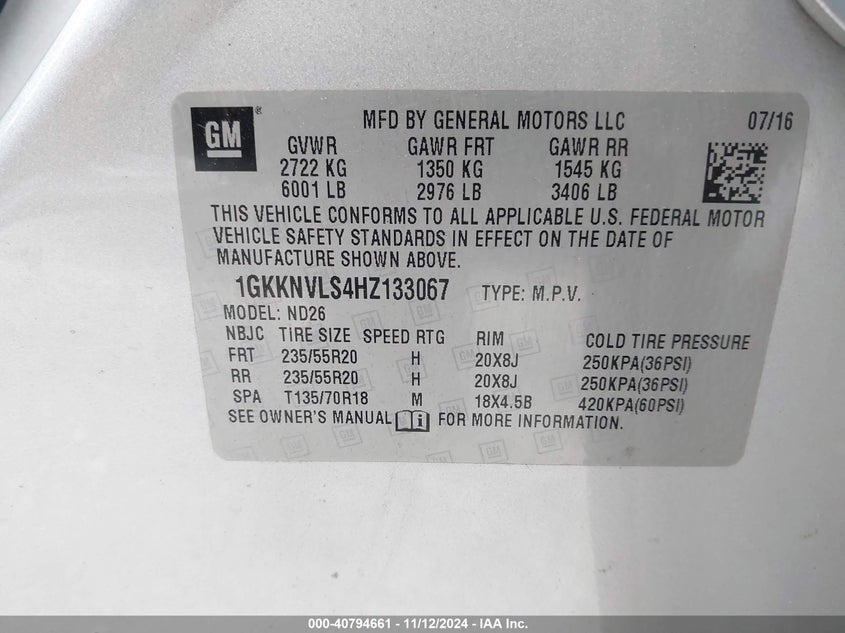 GM ® MFD BY GENERAL MOTORS LLC 07/16
GVWR GAWR FRT GAWR RR
2722 KG 1350 KG 1545 KG
6001 LB 2976 LB 3406 LB
THIS VEHICLE CONFORMS TO ALL APPLICABLE U.S. FEDERAL MOTOR
VEHICLE SAFETY STANDARDS IN EFFECT ON THE DATE OF
MANUFACTURE SHOWN ABOVE.
1GKKNVLS4HZ133067 TYPE: M.P.V.
MODEL: ND26
NBJC TIRE SIZE SPEED RTG RIM COLD TIRE PRESSURE
FRT 235/55R20 H 20X8J 250KPA(36PSI)
RR 235/55R20 H 20X8J 250KPA(36PSI)
SPA T135/70R18 M 18X4.5B 420KPA(60PSI)
SEE OWNER'S MANUAL FOR MORE INFORMATION.
000-40794661 - 11/12/2024 - IAA Inc.